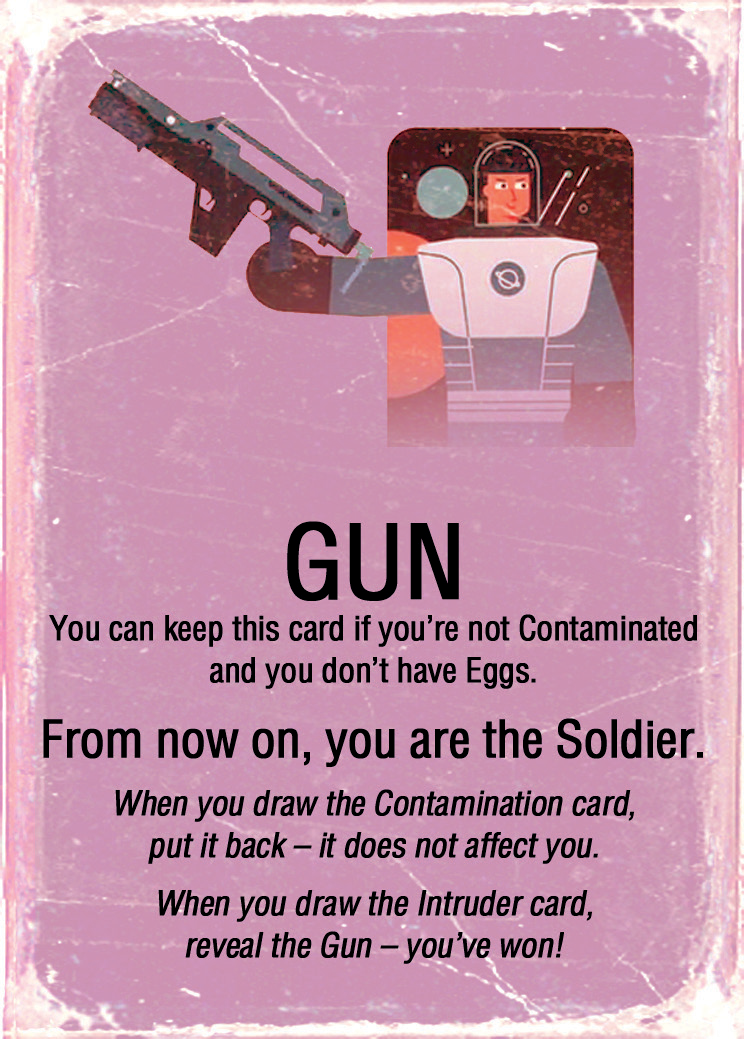 GUN
You can keep this card if you’re not Contaminated
and you don’t have Eggs.
From now on, you are the Soldier.
When you draw the Contamination card,
put it back – it does not affect you.
When you draw the Intruder card,
reveal the Gun – you’ve won!